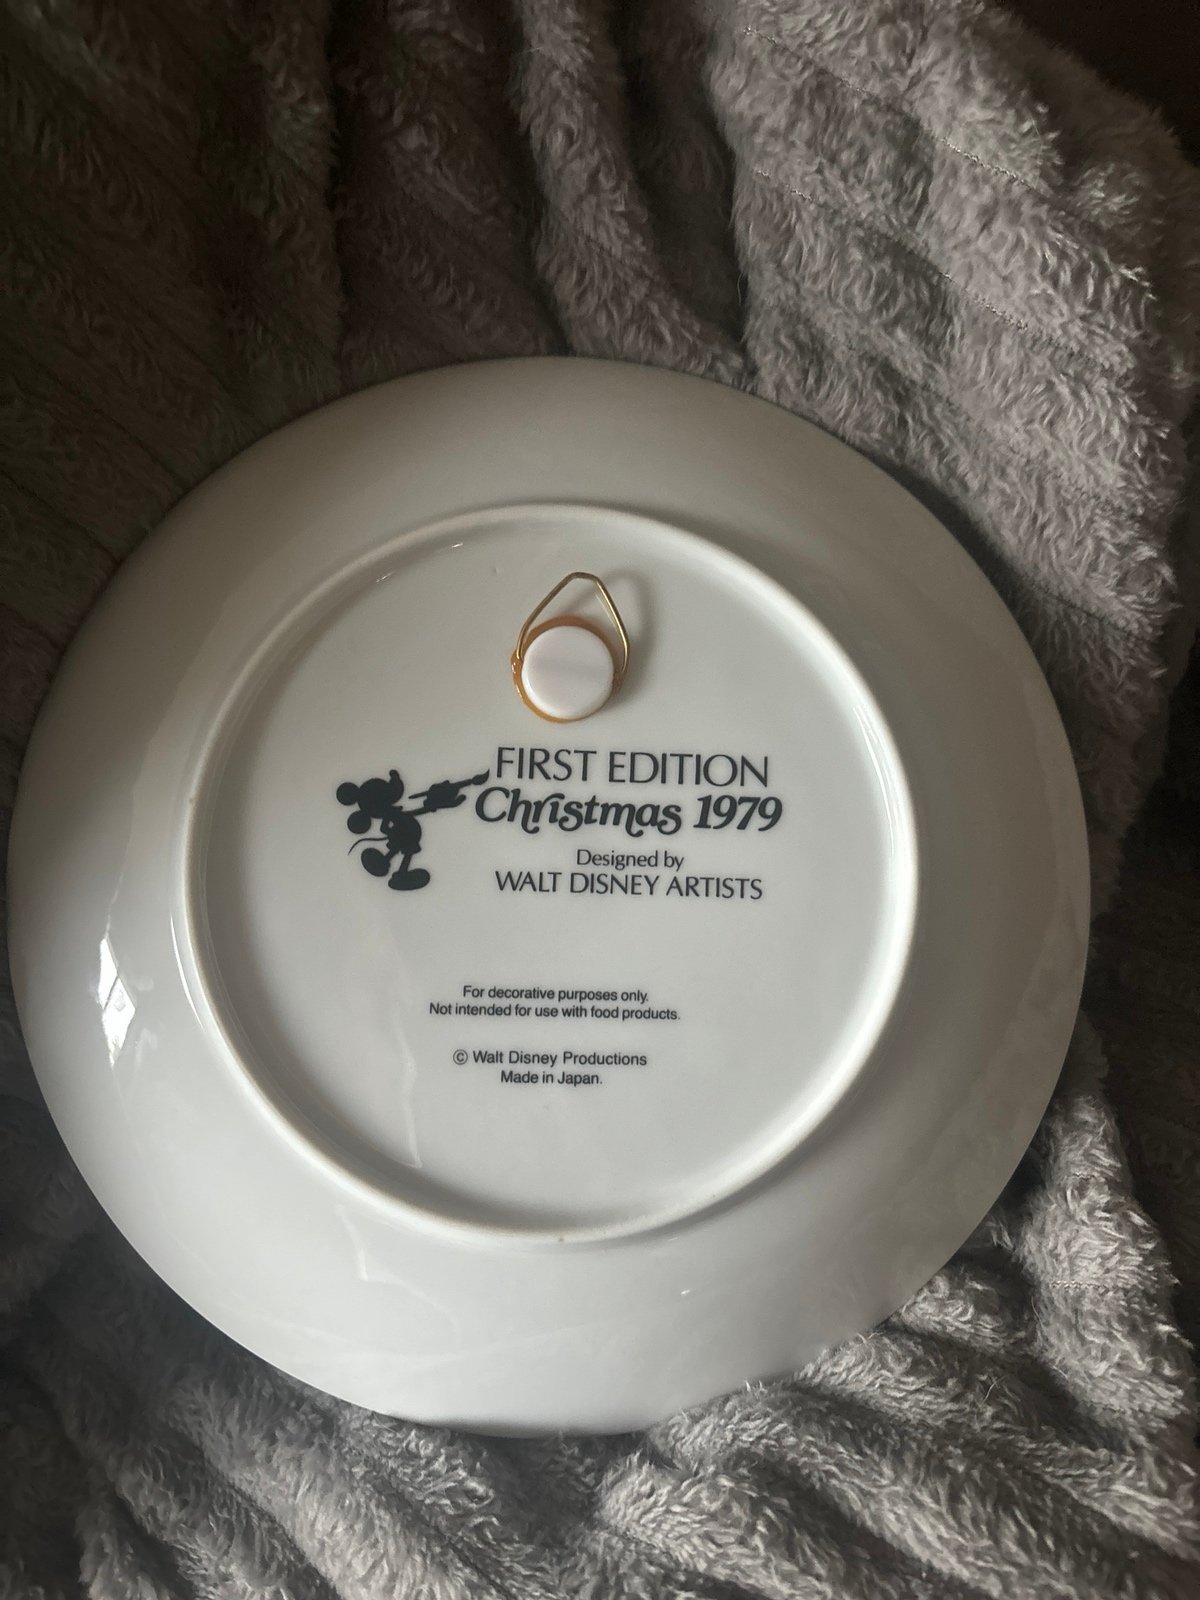 FIRST EDITION
Christmas 1979
Designed by
WALT DISNEY ARTISTS
For decorative purposes only.
Not intended for use with food products.
© Walt Disney Productions
Made in Japan.